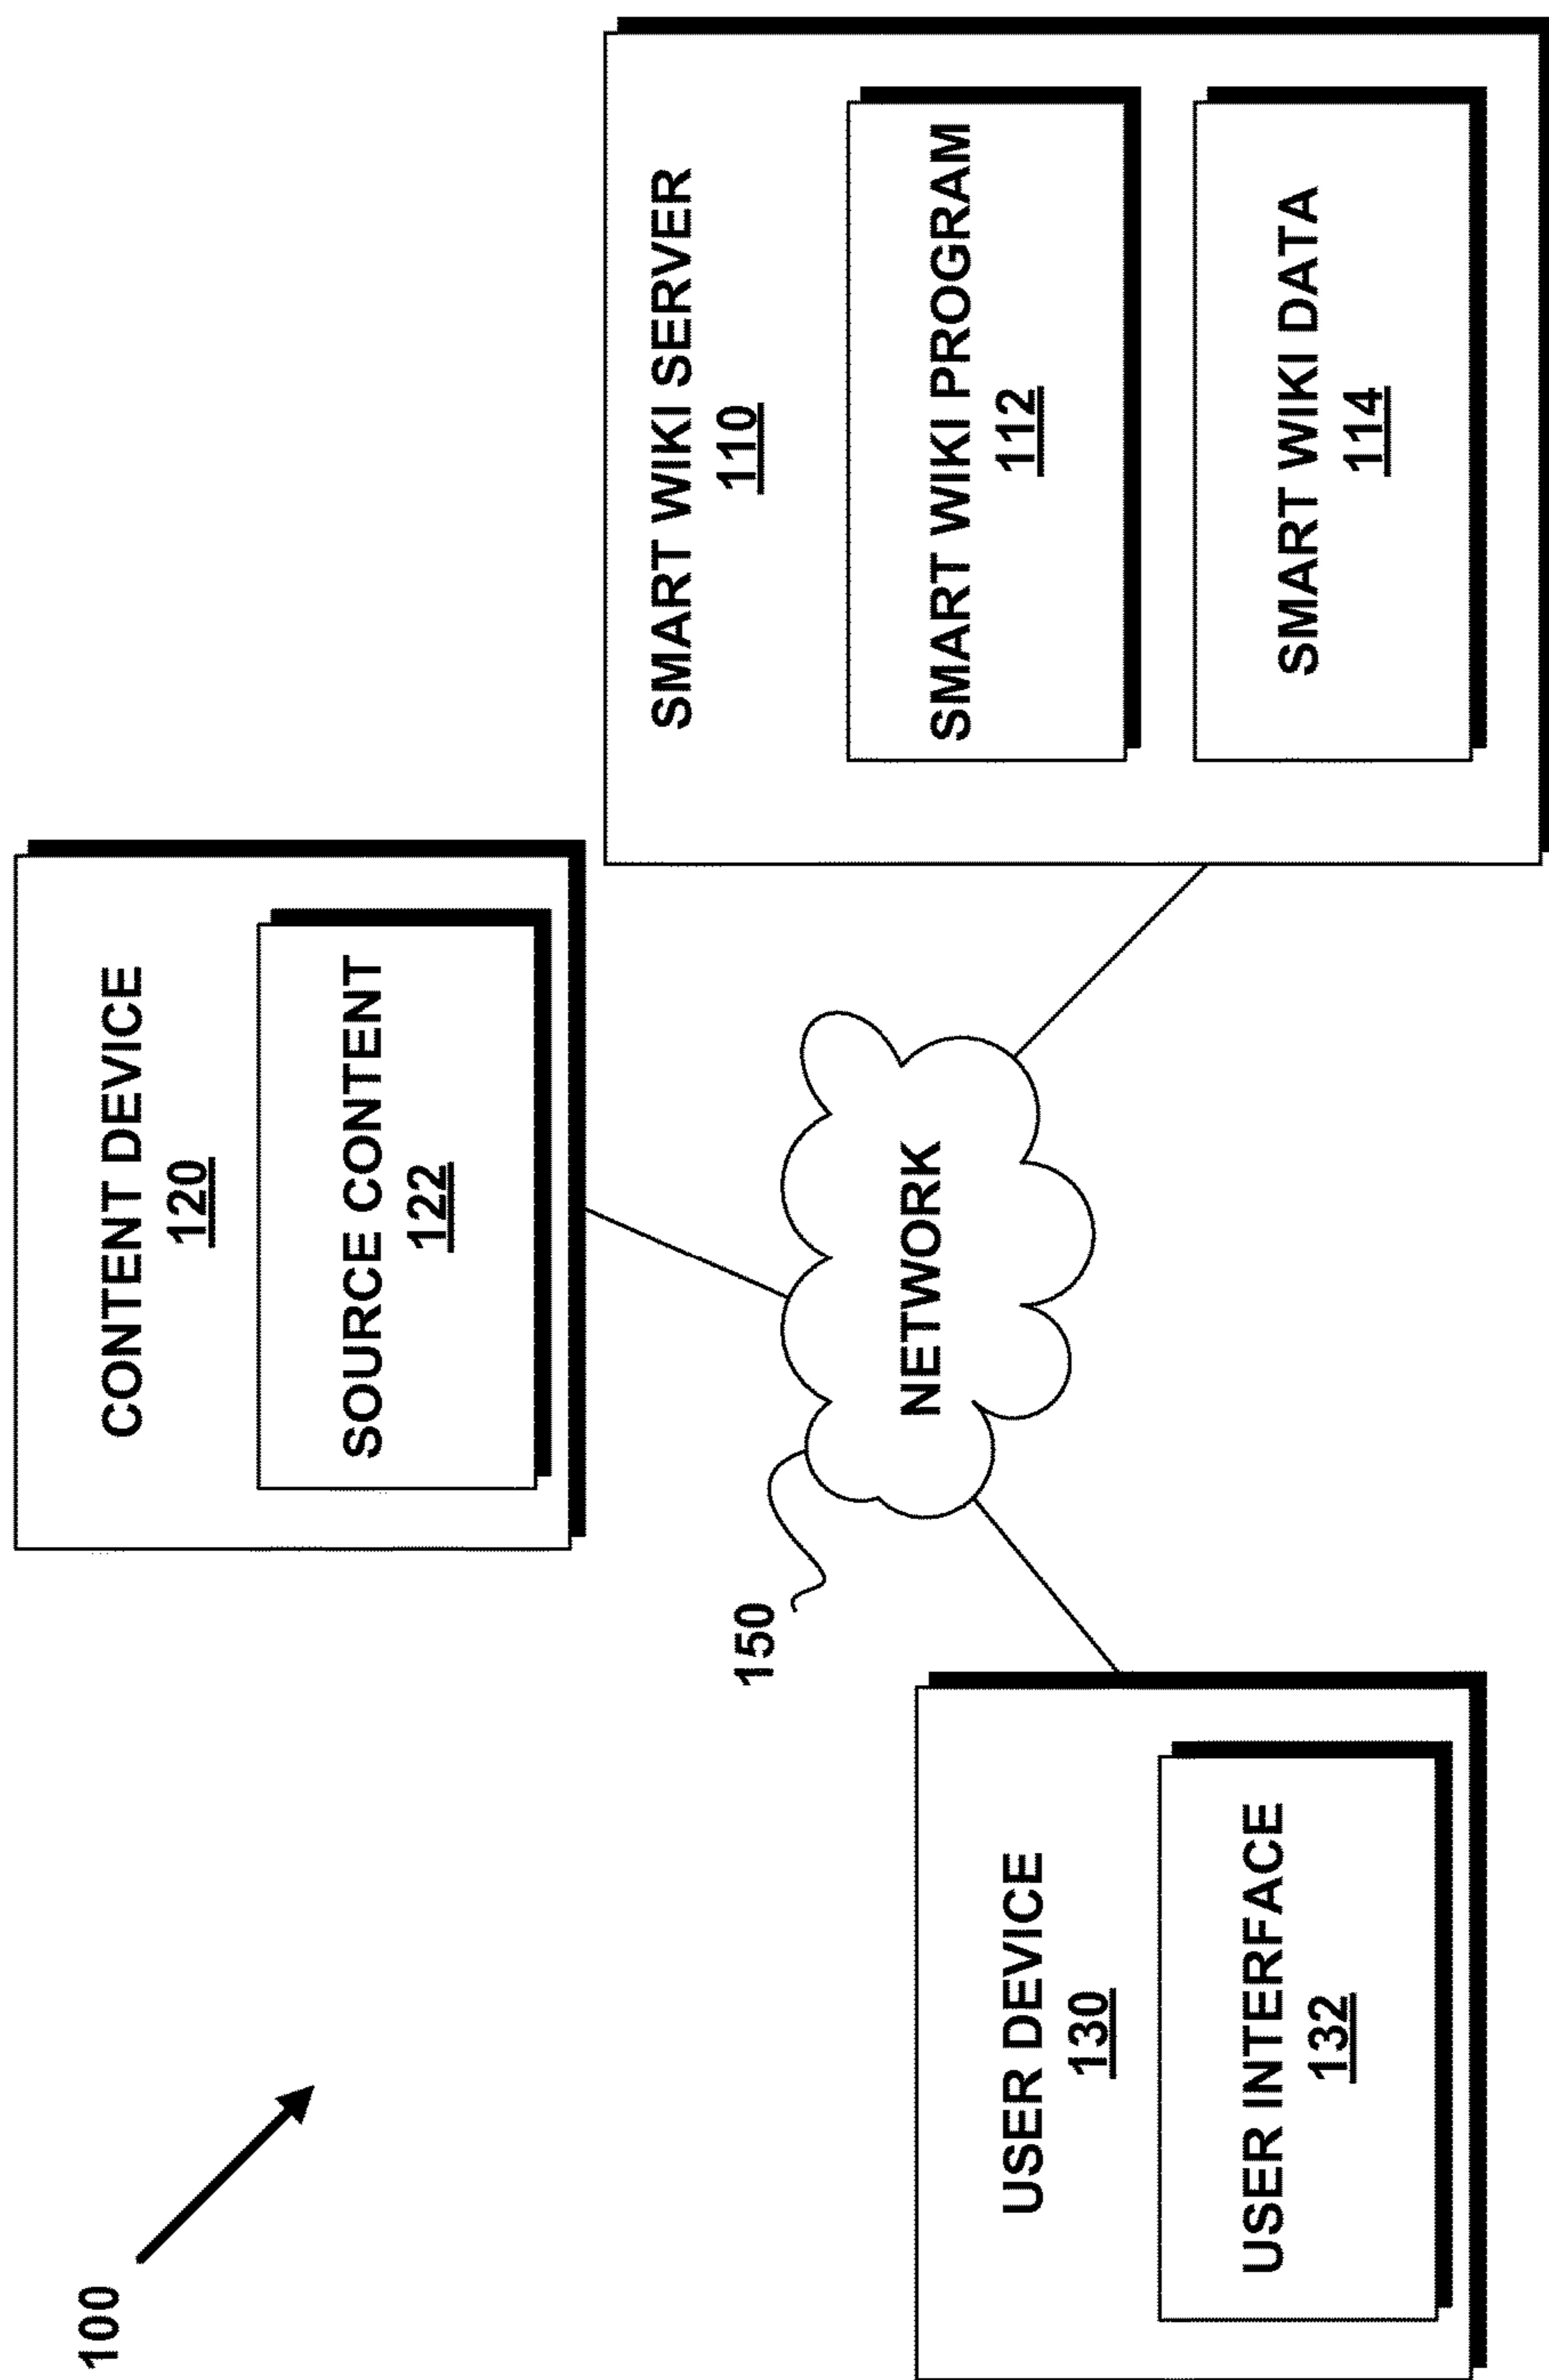 100
CONTENT DEVICE
120
SOURCE CONTENT
122
150
NETWORK
USER DEVICE
130
USER INTERFACE
132
SMART WIKI SERVER
110
SMART WIKI PROGRAM
112
SMART WIKI DATA
114